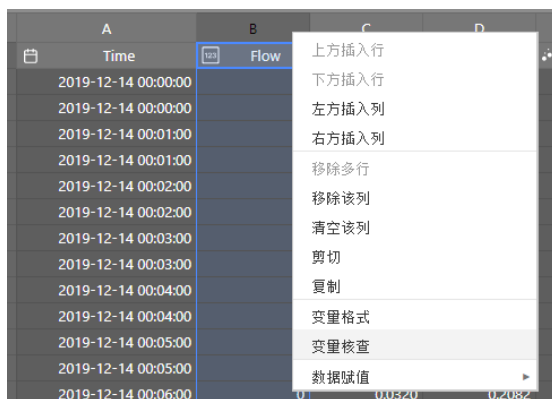 A B C D
Time 123 Flow
2019-12-14 00:00:00
2019-12-14 00:00:00
2019-12-14 00:01:00
2019-12-14 00:01:00
2019-12-14 00:02:00
2019-12-14 00:02:00
2019-12-14 00:03:00
2019-12-14 00:03:00
2019-12-14 00:04:00
2019-12-14 00:04:00
2019-12-14 00:05:00
2019-12-14 00:05:00
2019-12-14 00:06:00 0 0.0320 0.2082
上方插入行
下方插入行
左方插入列
右方插入列
移除多行
移除该列
清空该列
剪切
复制
变量格式
变量核查
数据赋值